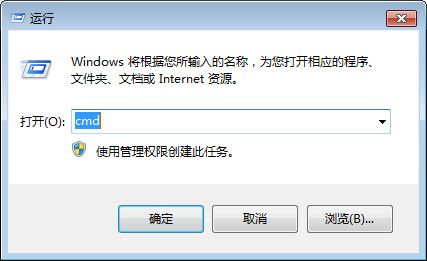 运行
Windows 将根据您所输入的名称，为您打开相应的程序、
文件夹、文档或 Internet 资源。
打开(O): cmd
使用管理权限创建此任务。
确定 取消 浏览(B)...